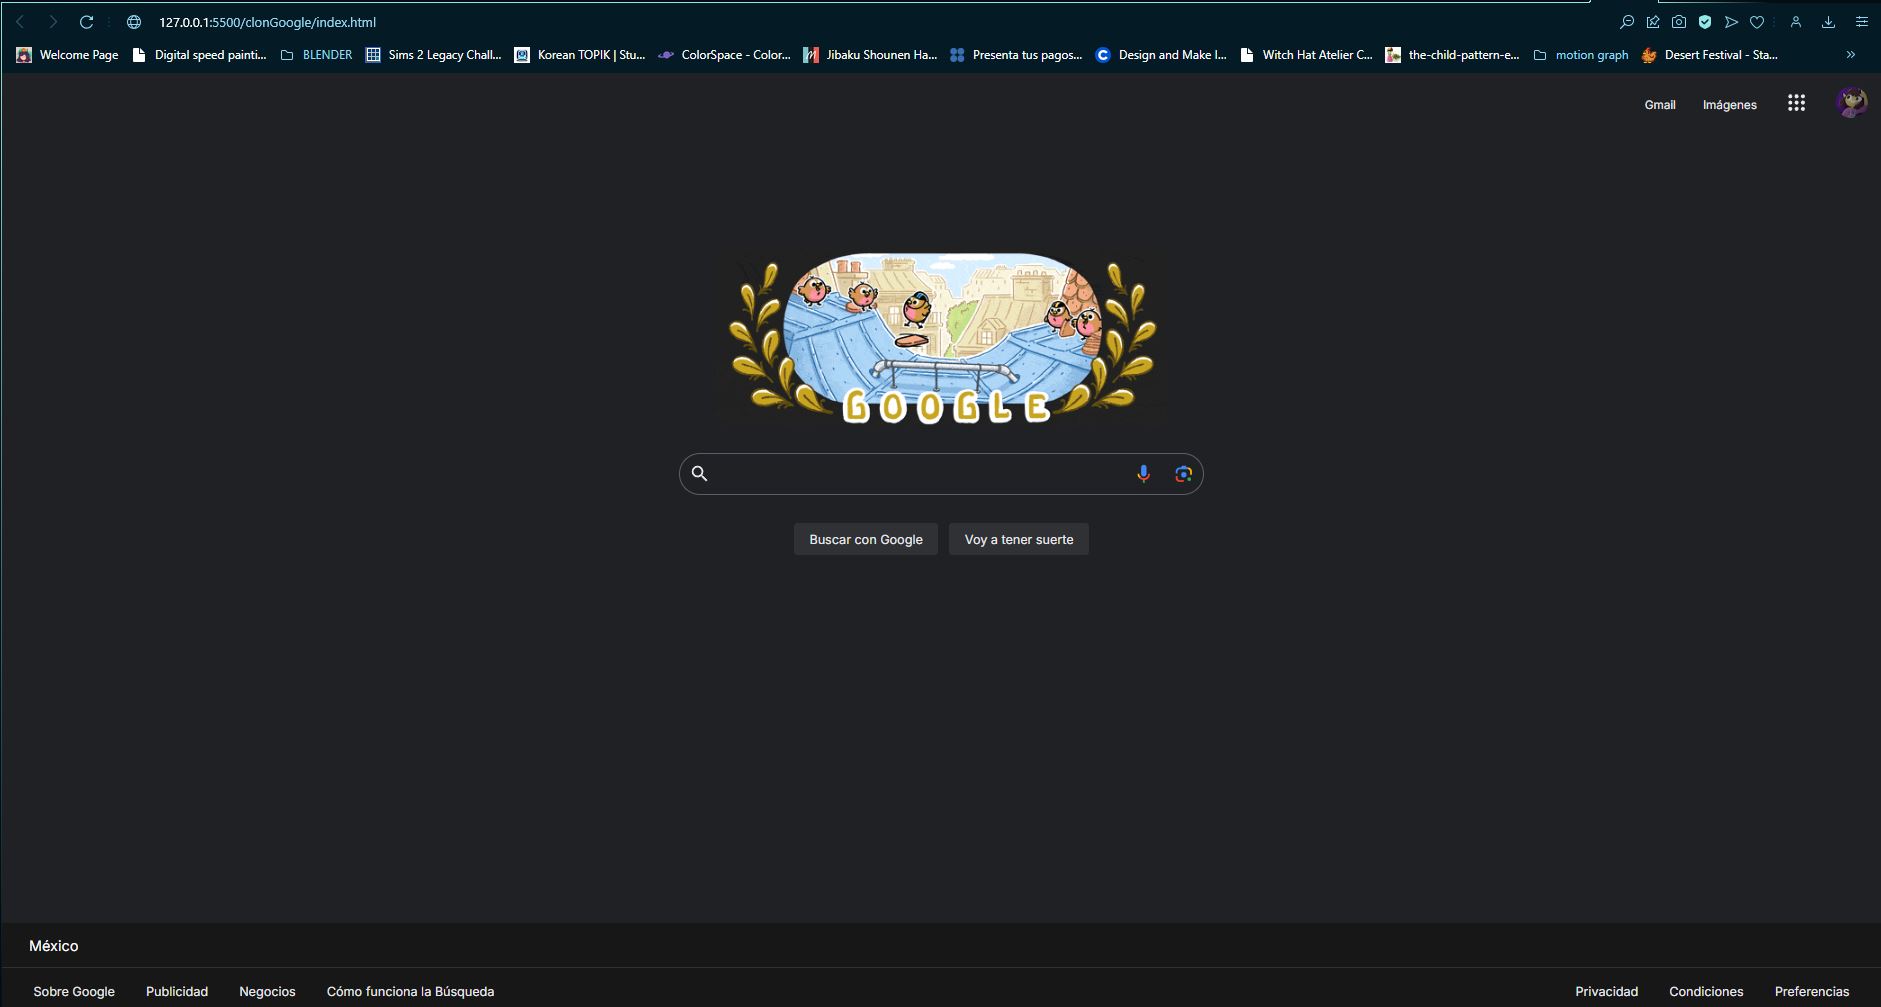 127.0.0.1:5500/clonGoogle/index.html
Welcome Page Digital speed painti... BLENDER Sims 2 Legacy Chall... Korean TOPIK | Stu... ColorSpace - Color... Jibaku Shounen Ha... Presenta tus pagos... Design and Make I... Witch Hat Atelier C... the-child-pattern-e... motion graph Desert Festival - Sta...
Gmail Imágenes
GOOGLE
Buscar con Google Voy a tener suerte
México
Sobre Google Publicidad Negocios Cómo funciona la Búsqueda Privacidad Condiciones Preferencias